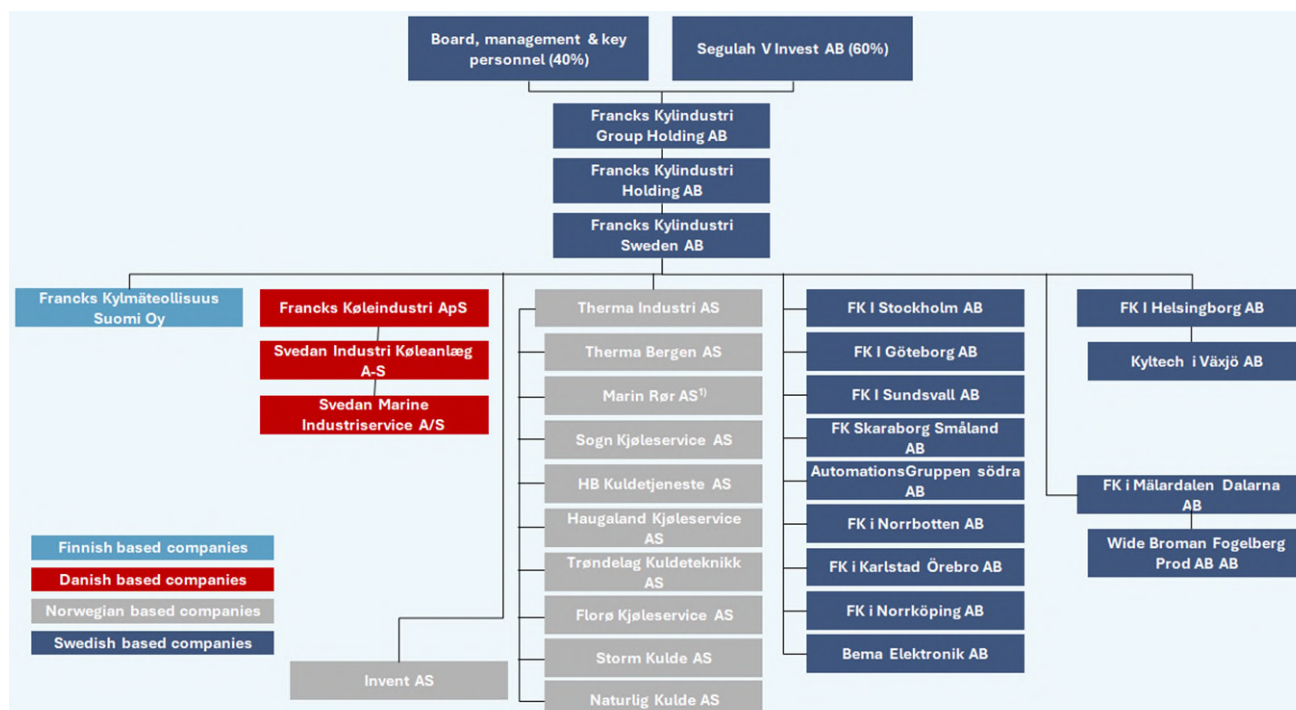 Board, management & key
personnel (40%)
Segulah V Invest AB (60%)
Francks Kylindustri
Group Holding AB
Francks Kylindustri
Holding AB
Francks Kylindustri
Sweden AB
Francks Kylmäteollisuus
Suomi Oy
Francks Køleindustri ApS
Svedan Industri Køleanlæg
A-S
Svedan Marine
Industriservice A/S
Therma Industri AS
Therma Bergen AS
Marin Rør AS1)
Sogn Kjøleservice AS
HB Kuldetjeneste AS
Haugaland Kjøleservice
AS
Trøndelag Kuldeteknikk
AS
Florø Kjøleservice AS
Storm Kulde AS
Naturlig Kulde AS
FK I Stockholm AB
FK I Göteborg AB
FK I Sundsvall AB
FK Skaraborg Småland
AB
AutomationsGruppen södra
AB
FK i Norrbotten AB
FK i Karlstad Örebro AB
FK i Norrköping AB
Bema Elektronik AB
FK I Helsingborg AB
Kyltech i Växjö AB
FK i Mälardalen Dalarna
AB
Wide Broman Fogelberg
Prod AB AB
Invent AS
Finnish based companies
Danish based companies
Norwegian based companies
Swedish based companies